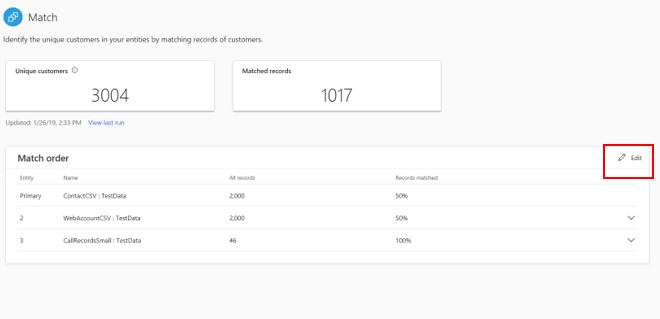 Match
Identify the unique customers in your entities by matching records of customers.
Unique customers
3004
Matched records
1017
Updated: 1/26/19, 2:33 PM View last run
Match order
Edit
Entity Name All records Records matched
Primary ContactCSV : TestData 2,000 50%
2 WebAccountCSV : TestData 2,000 50%
3 CallRecordsSmall : TestData 46 100%